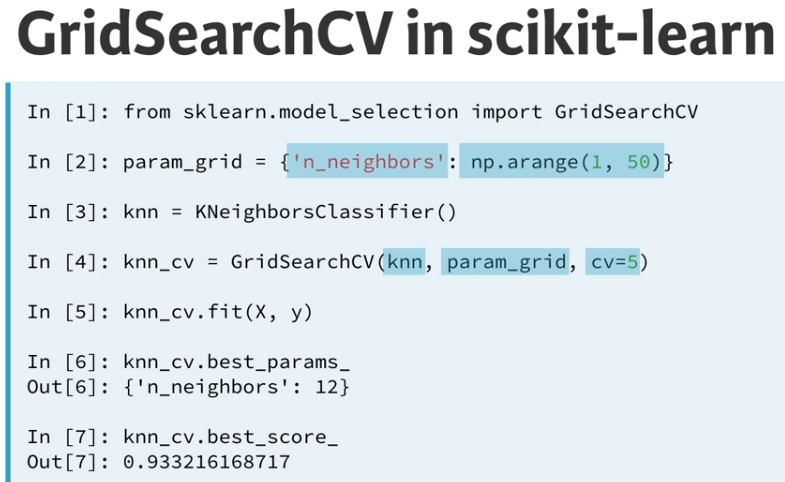 GridSearchCV in scikit-learn
In [1]: from sklearn.model_selection import GridSearchCV
In [2]: param_grid = {'n_neighbors': np.arange(1, 50)}
In [3]: knn = KNeighborsClassifier()
In [4]: knn_cv = GridSearchCV(knn, param_grid, cv=5)
In [5]: knn_cv.fit(X, y)
In [6]: knn_cv.best_params_
Out[6]: {'n_neighbors': 12}
In [7]: knn_cv.best_score_
Out[7]: 0.933216168717